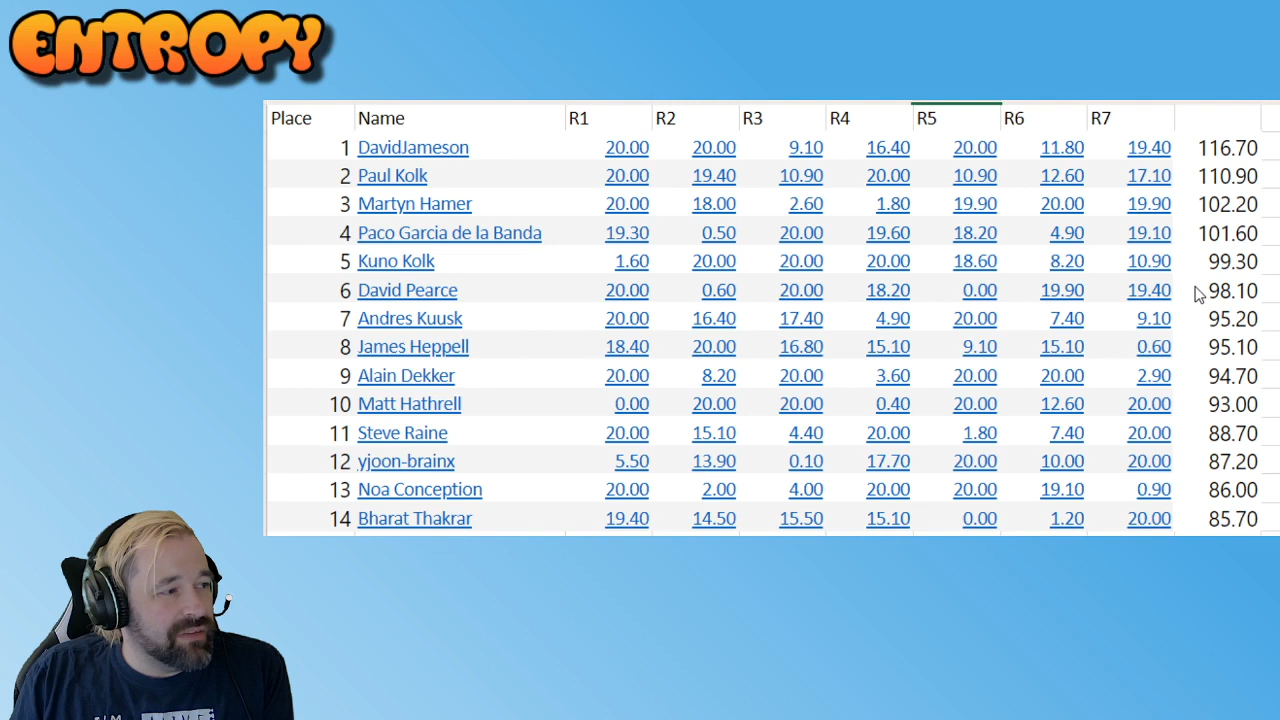 ENTROPY
Place Name R1 R2 R3 R4 R5 R6 R7
1 DavidJameson 20.00 20.00 9.10 16.40 20.00 11.80 19.40 116.70
2 Paul Kolk 20.00 19.40 10.90 20.00 10.90 12.60 17.10 110.90
3 Martyn Hamer 20.00 18.00 2.60 1.80 19.90 20.00 19.90 102.20
4 Paco Garcia de la Banda 19.30 0.50 20.00 19.60 18.20 4.90 19.10 101.60
5 Kuno Kolk 1.60 20.00 20.00 20.00 18.60 8.20 10.90 99.30
6 David Pearce 20.00 0.60 20.00 18.20 0.00 19.90 19.40 98.10
7 Andres Kuusk 20.00 16.40 17.40 4.90 20.00 7.40 9.10 95.20
8 James Heppell 18.40 20.00 16.80 15.10 9.10 15.10 0.60 95.10
9 Alain Dekker 20.00 8.20 20.00 3.60 20.00 20.00 2.90 94.70
10 Matt Hathrell 0.00 20.00 20.00 0.40 20.00 12.60 20.00 93.00
11 Steve Raine 20.00 15.10 4.40 20.00 1.80 7.40 20.00 88.70
12 yjoon-brainx 5.50 13.90 0.10 17.70 20.00 10.00 20.00 87.20
13 Noa Conception 20.00 2.00 4.00 20.00 20.00 19.10 0.90 86.00
14 Bharat Thakrar 19.40 14.50 15.50 15.10 0.00 1.20 20.00 85.70